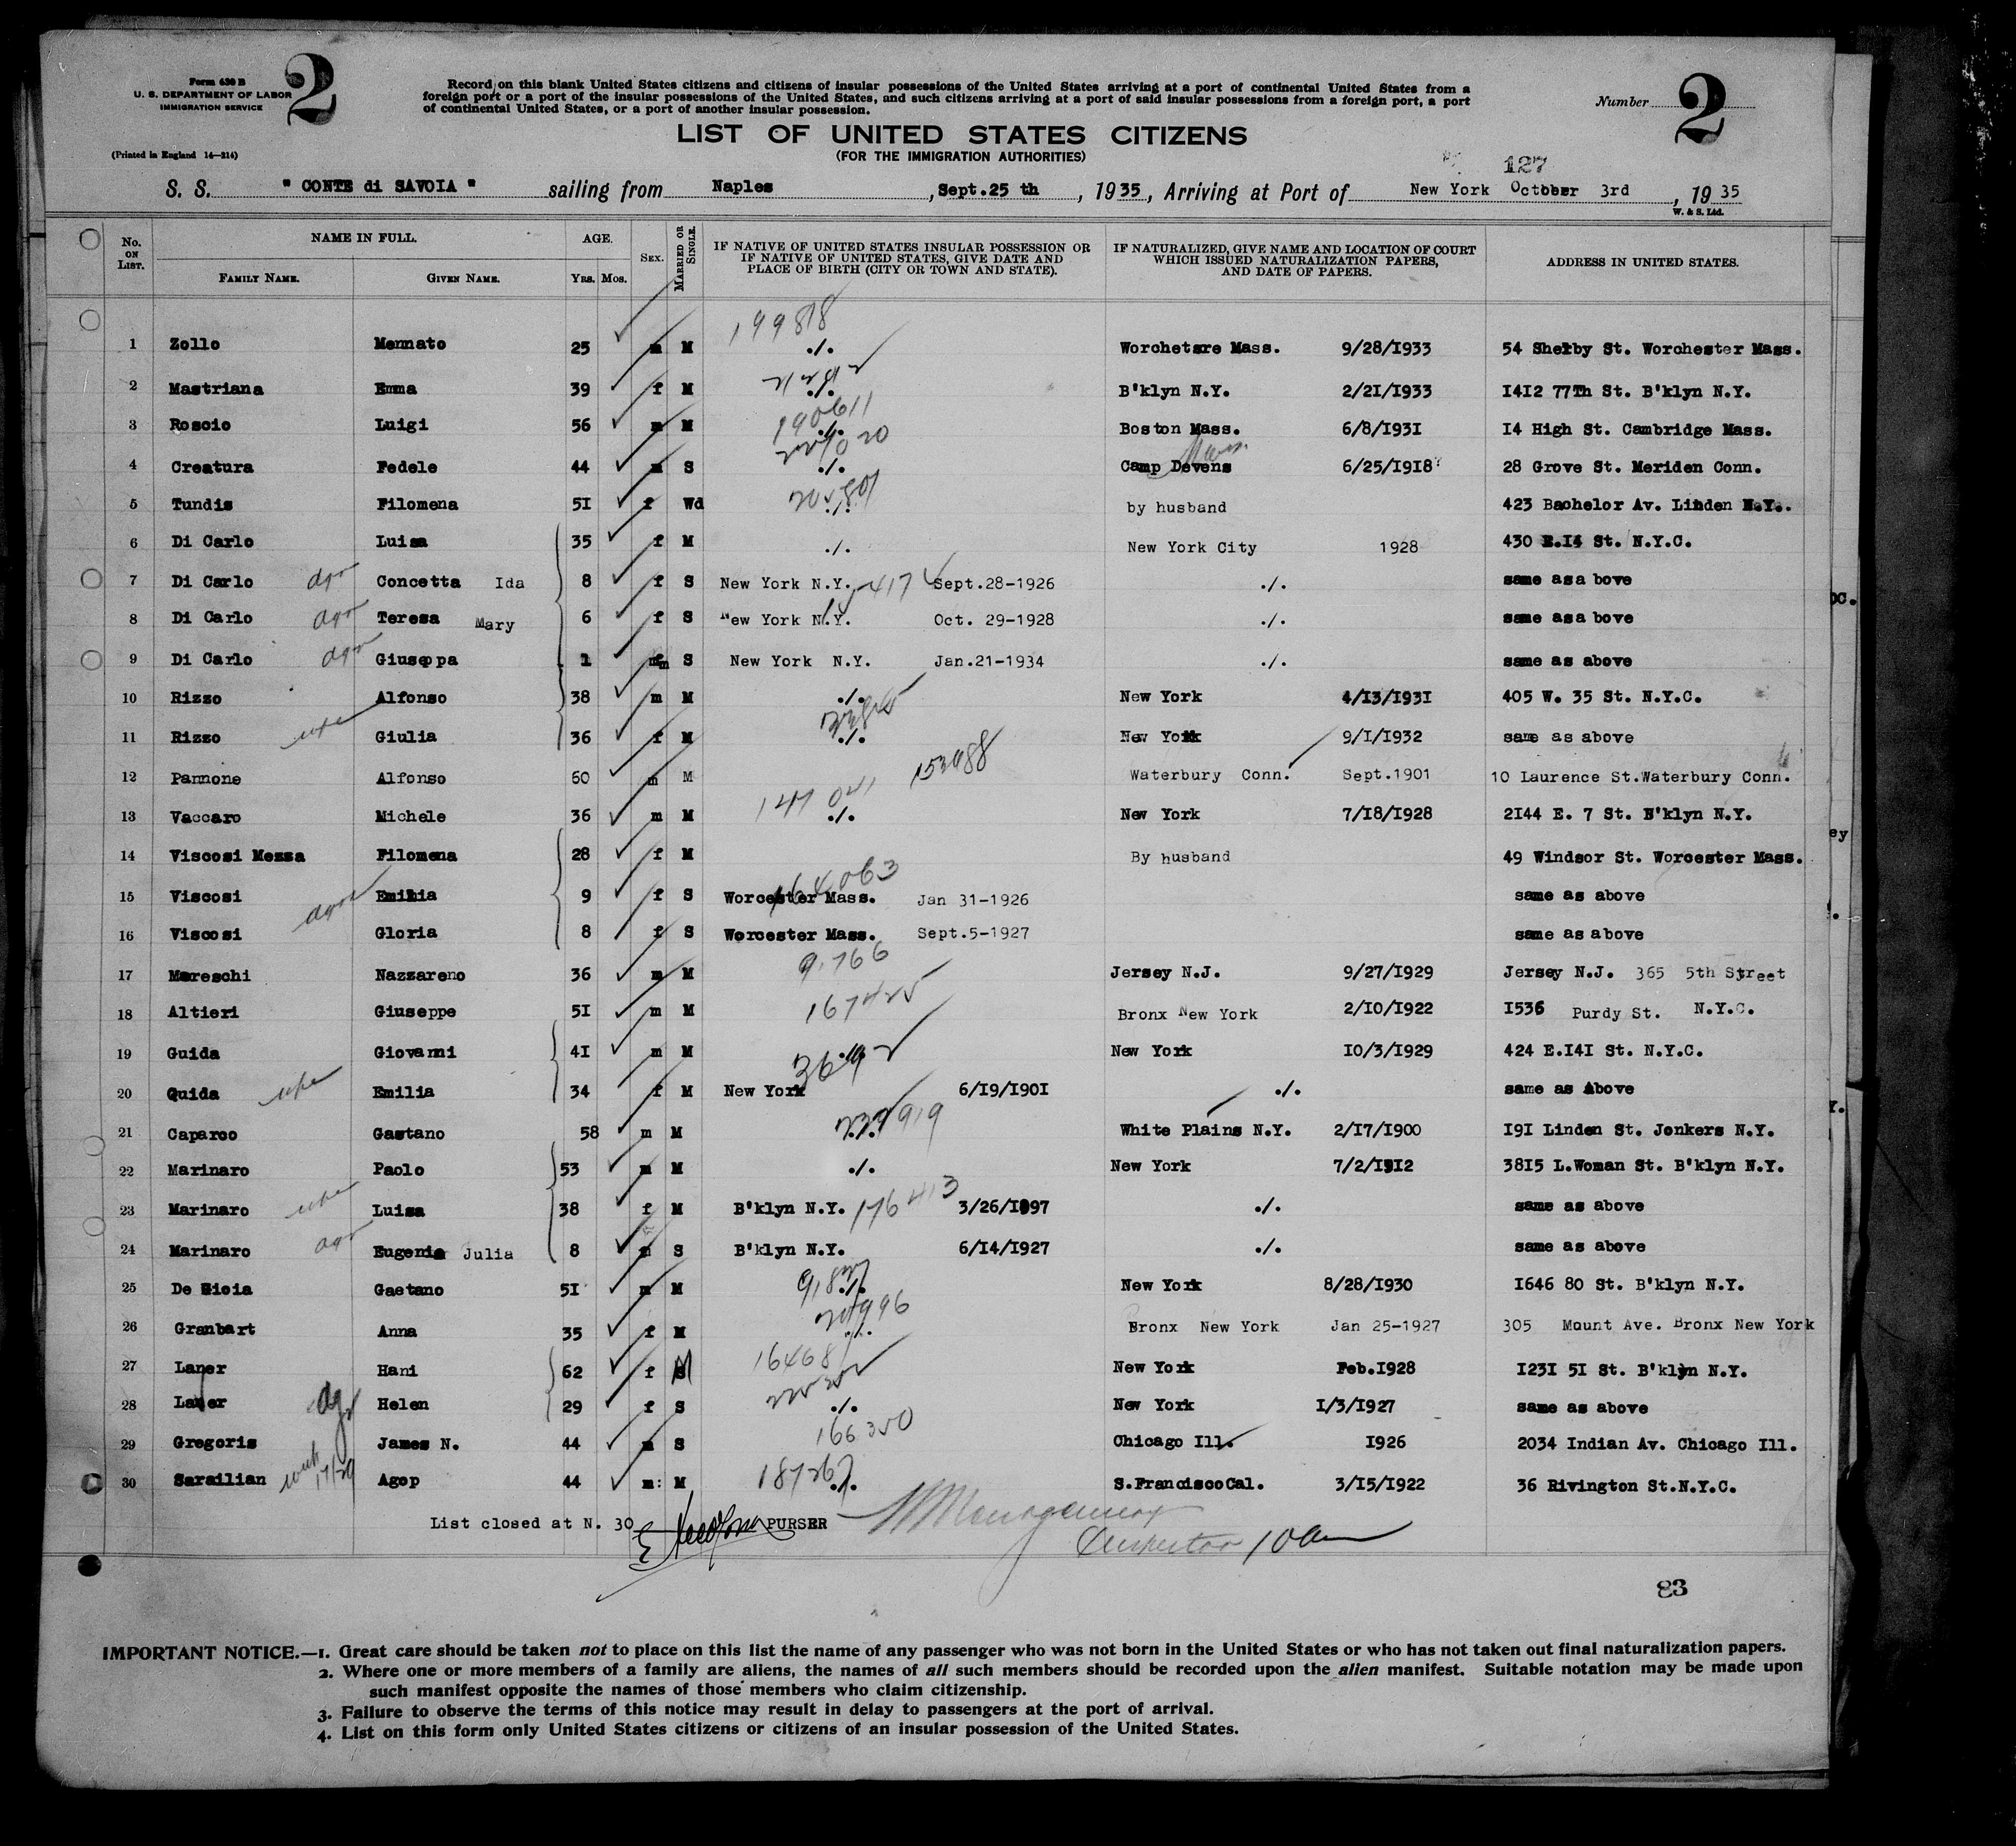 Form 630 B
U. S. DEPARTMENT OF LABOR
IMMIGRATION SERVICE
2
(Printed in England 14—214)
Record on this blank United States citizens and citizens of insular possessions of the United States arriving at a port of continental United States from a
foreign port or a port of the insular possessions of the United States, and such citizens arriving at a port of said insular possessions from a foreign port, a port
of continental United States, or a port of another insular possession.
Number 2
LIST OF UNITED STATES CITIZENS
(FOR THE IMMIGRATION AUTHORITIES)
127
S. S. " CONTE di SAVOIA " sailing from Naples , Sept.25 th , 1935, Arriving at Port of New York October 3rd , 1935
W. & S. Ltd.
No. ON LIST. NAME IN FULL. FAMILY NAME. GIVEN NAME. AGE. YRS. MOS. SEX. MARRIED OR SINGLE. IF NATIVE OF UNITED STATES INSULAR POSSESSION OR IF NATIVE OF UNITED STATES, GIVE DATE AND PLACE OF BIRTH (CITY OR TOWN AND STATE). IF NATURALIZED, GIVE NAME AND LOCATION OF COURT WHICH ISSUED NATURALIZATION PAPERS, AND DATE OF PAPERS. ADDRESS IN UNITED STATES.
1 Zollo Mennato 25 m M 199818 ./. Worchetsre Mass. 9/28/1933 54 Shelby St. Worchester Mass.
2 Mastriana Emma 39 f M ./. B'klyn N.Y. 2/21/1933 1412 77Th St. B'klyn N.Y.
3 Roscio Luigi 56 m M 190611 ./. Boston Mass. 6/8/1931 14 High St. Cambridge Mass.
4 Creatura Fedele 44 m S ./. Camp Devens Mass. 6/25/1918 28 Grove St. Meriden Conn.
5 Tundis Filomena 51 f Wd ./. by husband 423 Bachelor Av. Linden N.Y.
6 Di Carlo Luisa 35 f M ./. New York City 1928 430 E.14 St. N.Y.C.
7 Di Carlo dgr Concetta Ida 8 f S New York N.Y. 417 Sept.28-1926 ./. same asa bove
8 Di Carlo dgr Teresa Mary 6 f S New York N.Y. Oct. 29-1928 ./. same asa bove
9 Di Carlo dgr Giuseppa 1 m S New York N.Y. Jan.21-1934 ./. same as above
10 Rizzo Alfonso 38 m M ./. New York 4/13/1931 405 W. 35 St. N.Y.C.
11 Rizzo wife Giulia 36 f M ./. New York 9/1/1932 same as above
12 Pannone Alfonso 60 m M 153988 Waterbury Conn. Sept.1901 10 Laurence St.Waterbury Conn.
13 Vaccaro Michele 36 m M 147041 ./. New York 7/18/1928 2144 E. 7 St. B'klyn N.Y.
14 Viscosi Messa Filomena 28 f M By husband 49 Windsor St. Worcester Mass.
15 Viscosi Emilia 9 f S 164063 Worcester Mass. Jan 31-1926 same as above
16 Viscosi Gloria 8 f S Worcester Mass. Sept.5-1927 same as above
17 Mareschi Nazzareno 36 m M 9766 Jersey N.J. 9/27/1929 Jersey N.J. 365 5th Street
18 Altieri Giuseppe 51 m M 167425 Bronx New York 2/10/1922 1536 Purdy St. N.Y.C.
19 Guida Giovanni 41 m M New York 10/3/1929 424 E.141 St. N.Y.C.
20 Guida wife Emilia 34 f M New York 6/19/1901 ./. same as Above
21 Caparco Gaetano 58 m M White Plains N.Y. 2/17/1900 191 Linden St. Jonkers N.Y.
22 Marinaro Paolo 53 m M ./. New York 7/2/1912 3815 L.Woman St. B'klyn N.Y.
23 Marinaro wife Luisa 38 f M B'klyn N.Y. 176413 3/26/1897 ./. same as above
24 Marinaro dgr Eugenia Julia 8 S B'klyn N.Y. 6/14/1927 ./. same as above
25 De Gioia Gaetano 51 m M ./. New York 8/28/1930 1646 80 St. B'klyn N.Y.
26 Granbart Anna 35 f M ./. Bronx New York Jan 25-1927 305 Mount Ave. Bronx New York
27 Laner Hani 62 f M New York Feb.1928 1231 51 St. B'klyn N.Y.
28 Laner dgr Helen 29 f S ./. New York 1/3/1927 same as above
29 Gregoris James N. 44 m S 166350 Chicago Ill. 1926 2034 Indian Av. Chicago Ill.
30 Sarailian Agop 44 m: M 18726 ./. S.FranciscoCal. 3/15/1922 36 Rivington St.N.Y.C.
List closed at N. 30 PURSER
Inspector 10 am
83
IMPORTANT NOTICE.—1. Great care should be taken not to place on this list the name of any passenger who was not born in the United States or who has not taken out final naturalization papers.
2. Where one or more members of a family are aliens, the names of all such members should be recorded upon the alien manifest. Suitable notation may be made upon
such manifest opposite the names of those members who claim citizenship.
3. Failure to observe the terms of this notice may result in delay to passengers at the port of arrival.
4. List on this form only United States citizens or citizens of an insular possession of the United States.